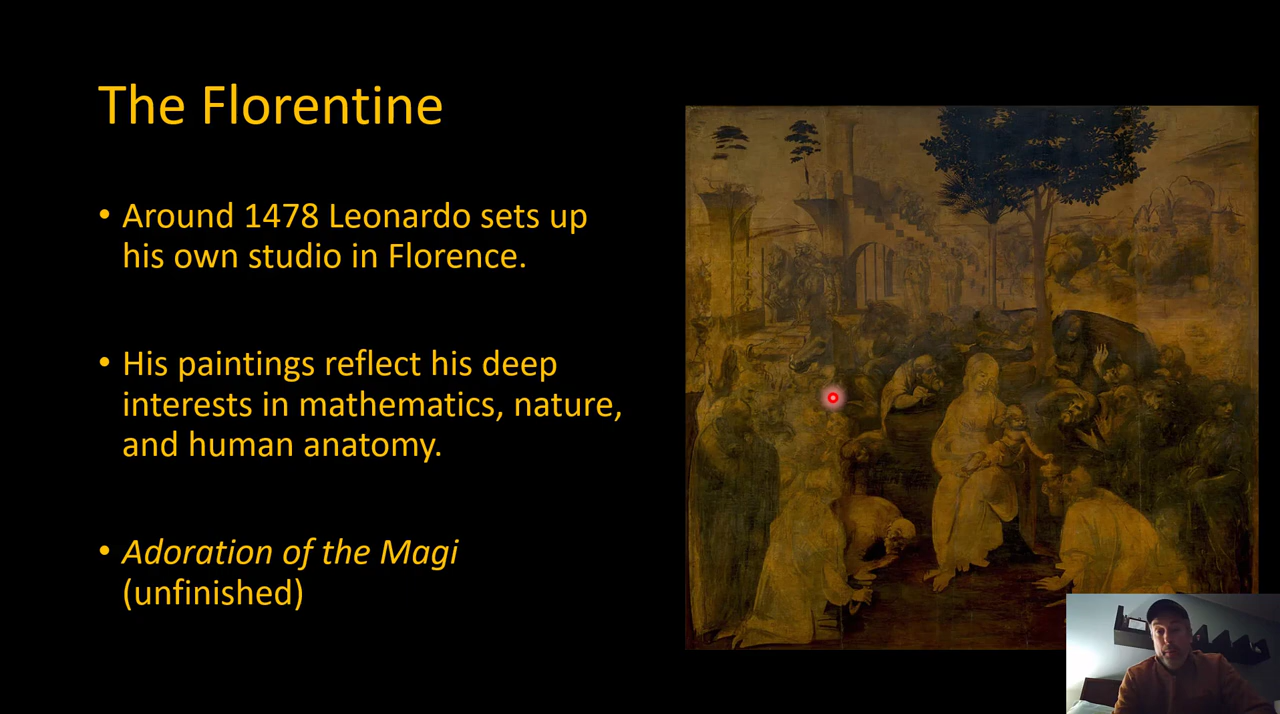 The Florentine
• Around 1478 Leonardo sets up
his own studio in Florence.
• His paintings reflect his deep
interests in mathematics, nature,
and human anatomy.
• Adoration of the Magi
(unfinished)